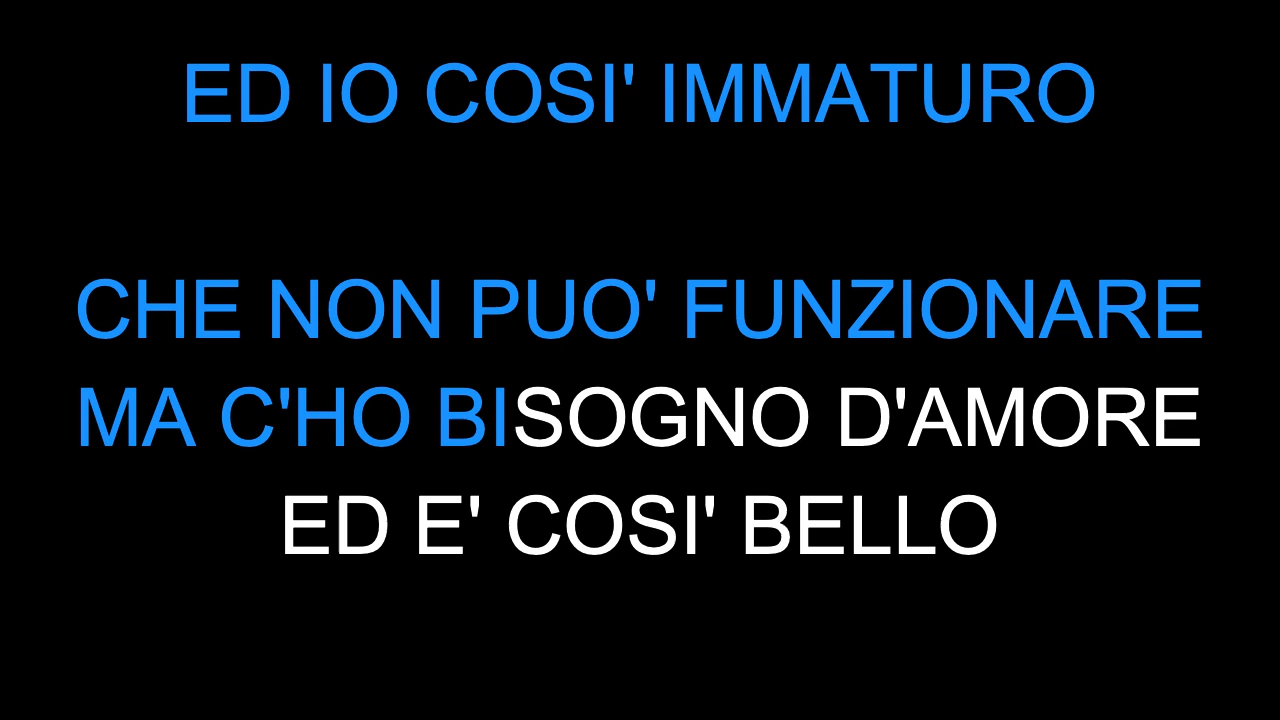 ED IO COSI' IMMATURO
CHE NON PUO' FUNZIONARE
MA C'HO BISOGNO D'AMORE
ED E' COSI' BELLO